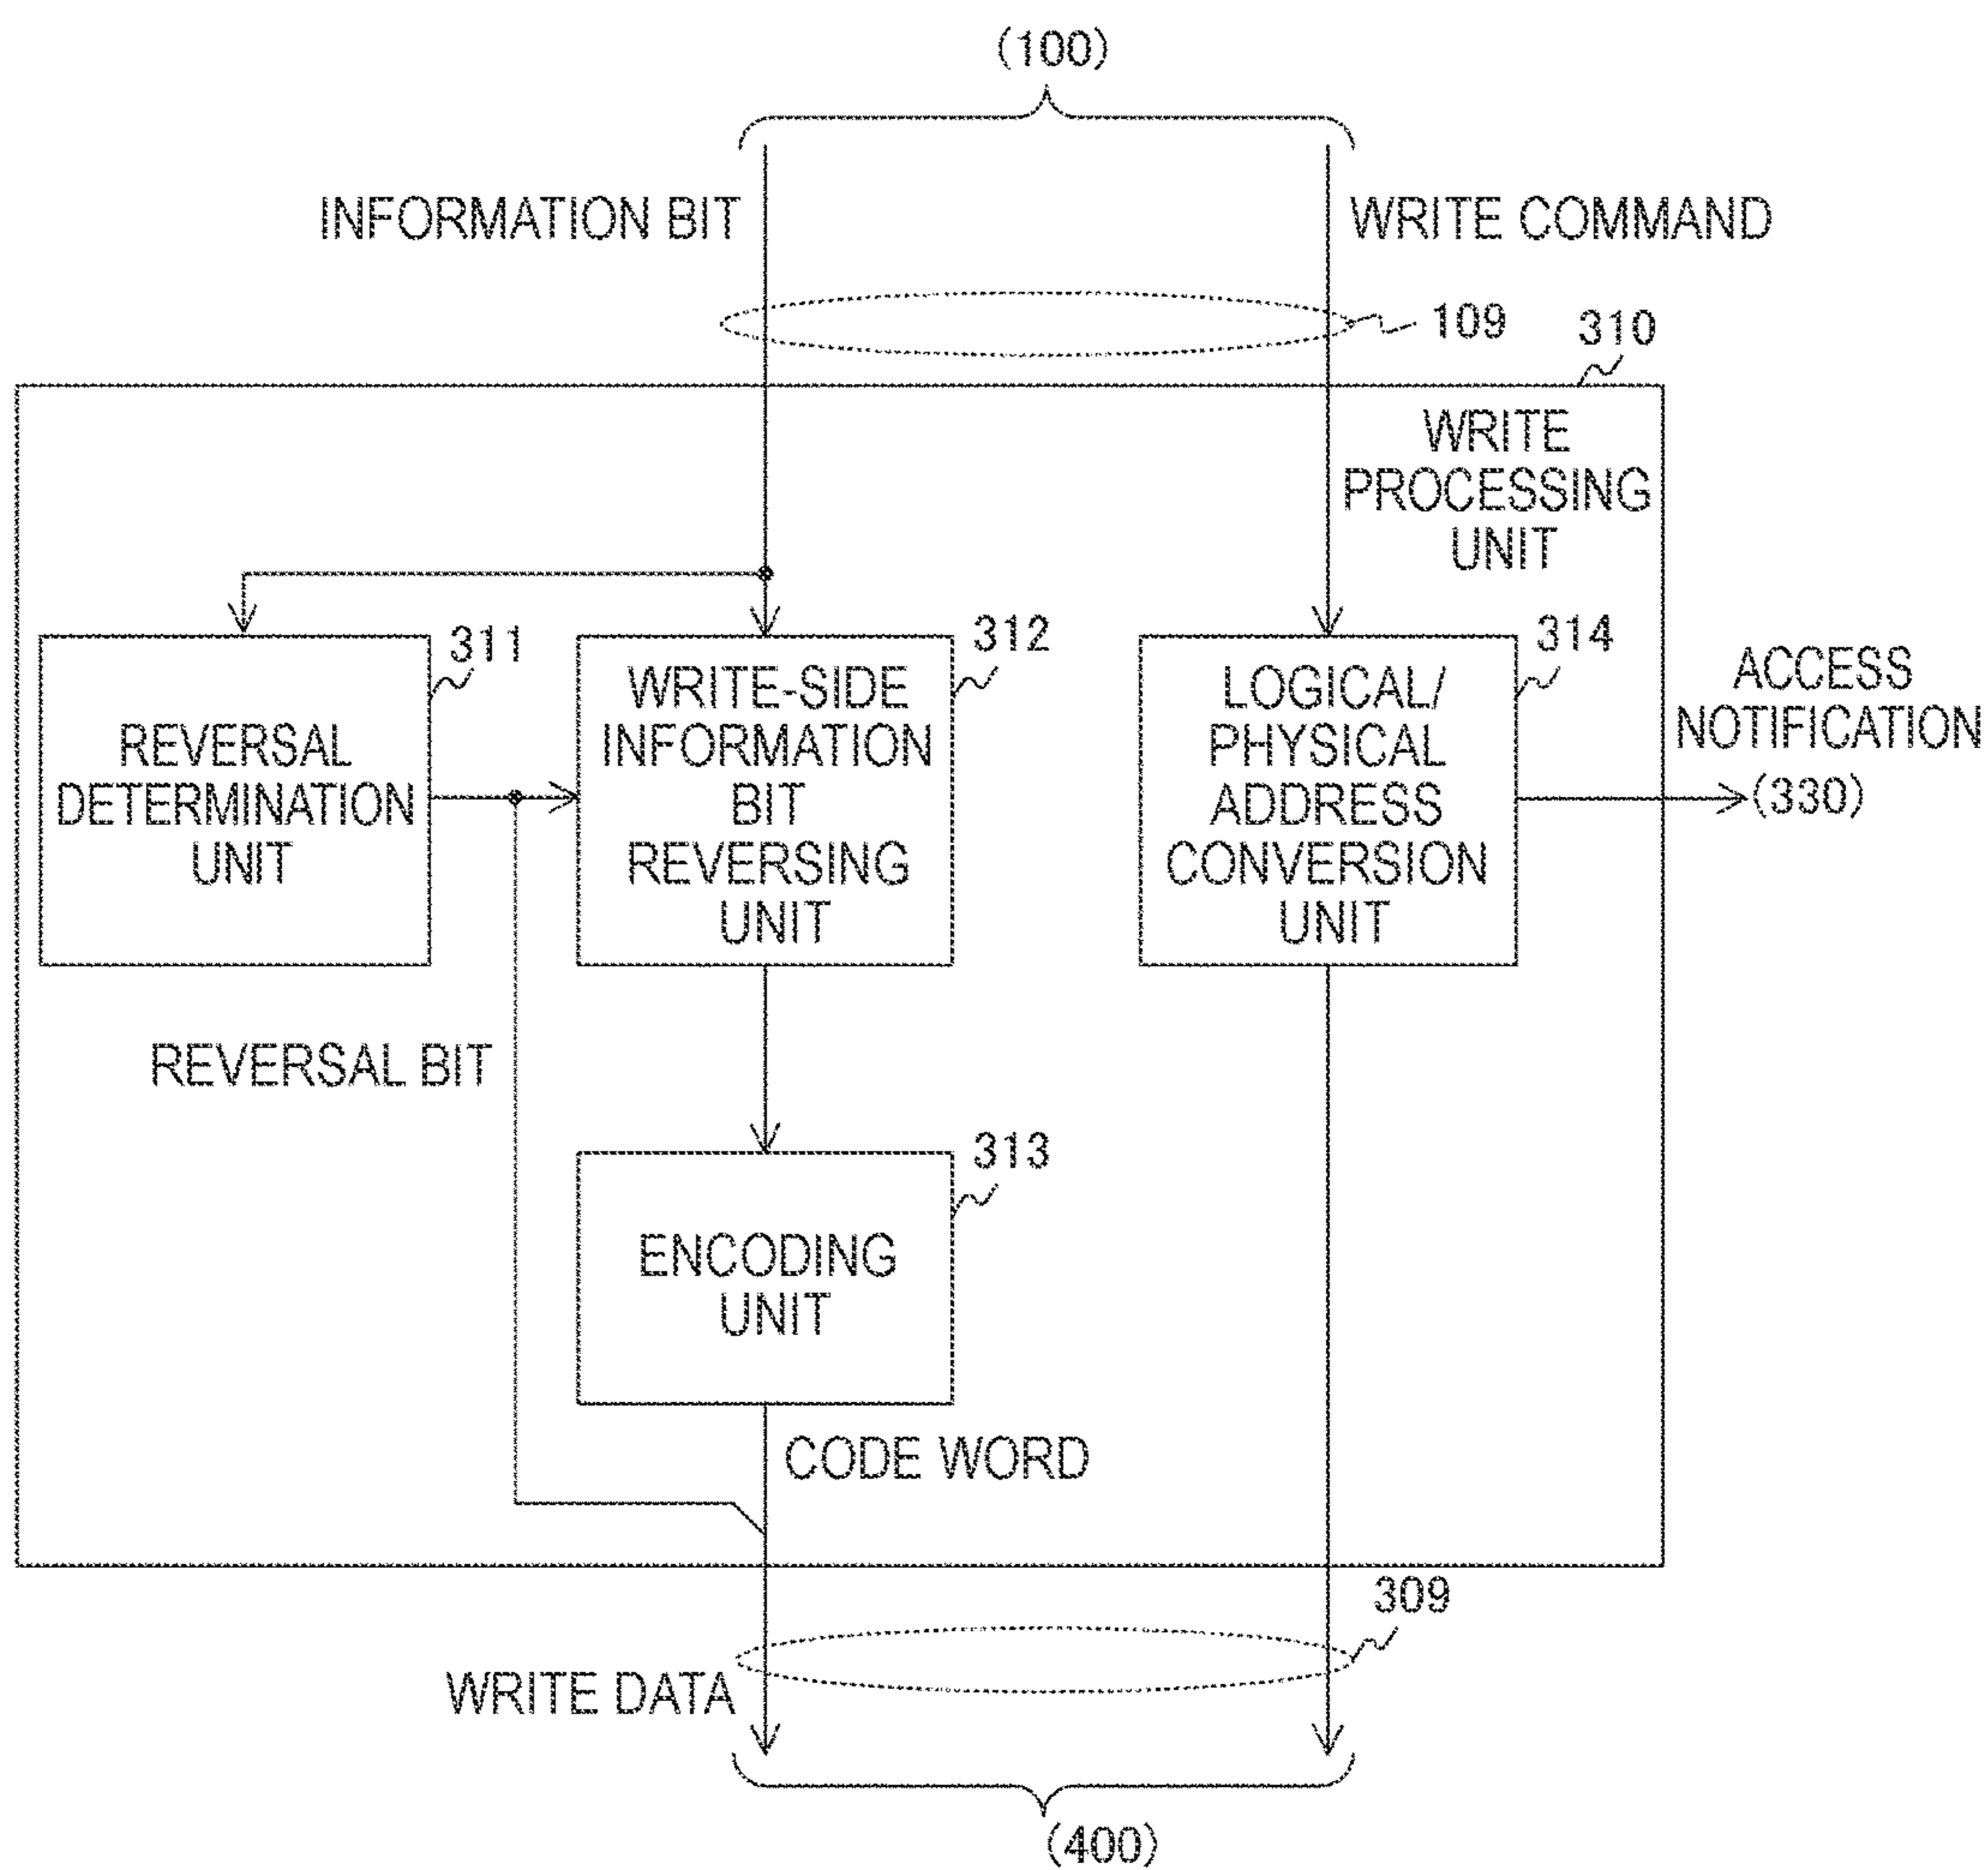 (100)
INFORMATION BIT
WRITE COMMAND
109
310
WRITE
PROCESSING
UNIT
311
312
314
REVERSAL
DETERMINATION
UNIT
WRITE-SIDE
INFORMATION
BIT
REVERSING
UNIT
LOGICAL/
PHYSICAL
ADDRESS
CONVERSION
UNIT
ACCESS
NOTIFICATION
(330)
REVERSAL BIT
313
ENCODING
UNIT
CODE WORD
309
WRITE DATA
(400)